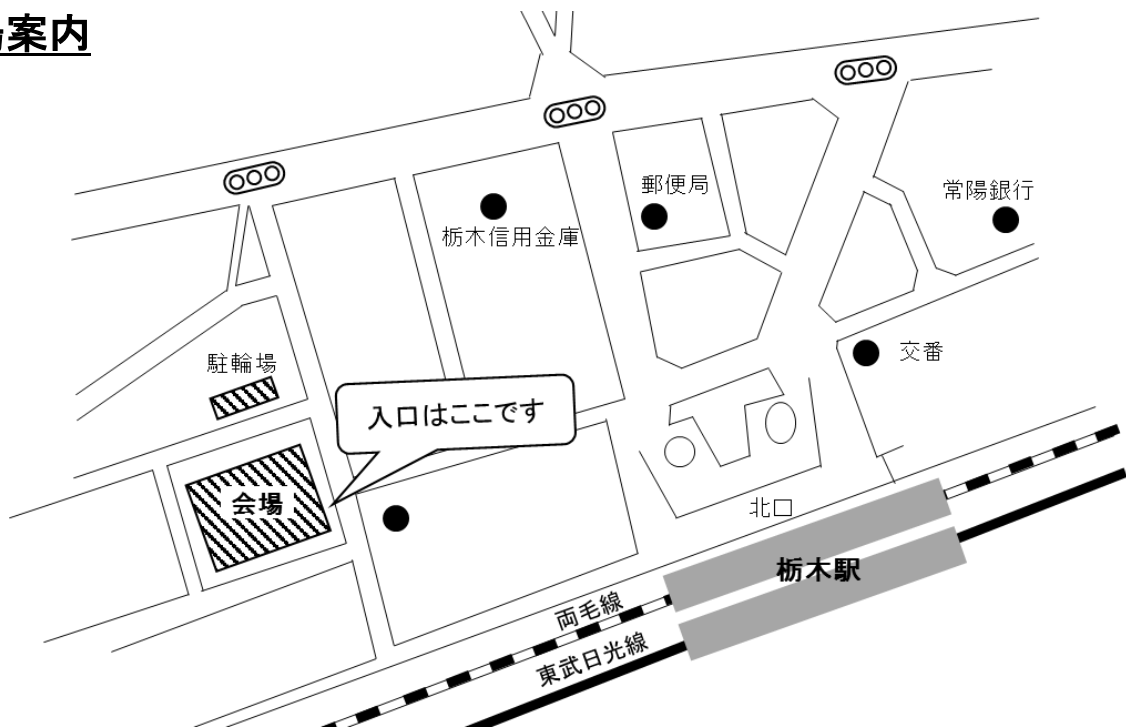 場案内
栃木信用金庫
郵便局
常陽銀行
駐輪場
交番
入口はここです
会場
北口
栃木駅
両毛線
東武日光線